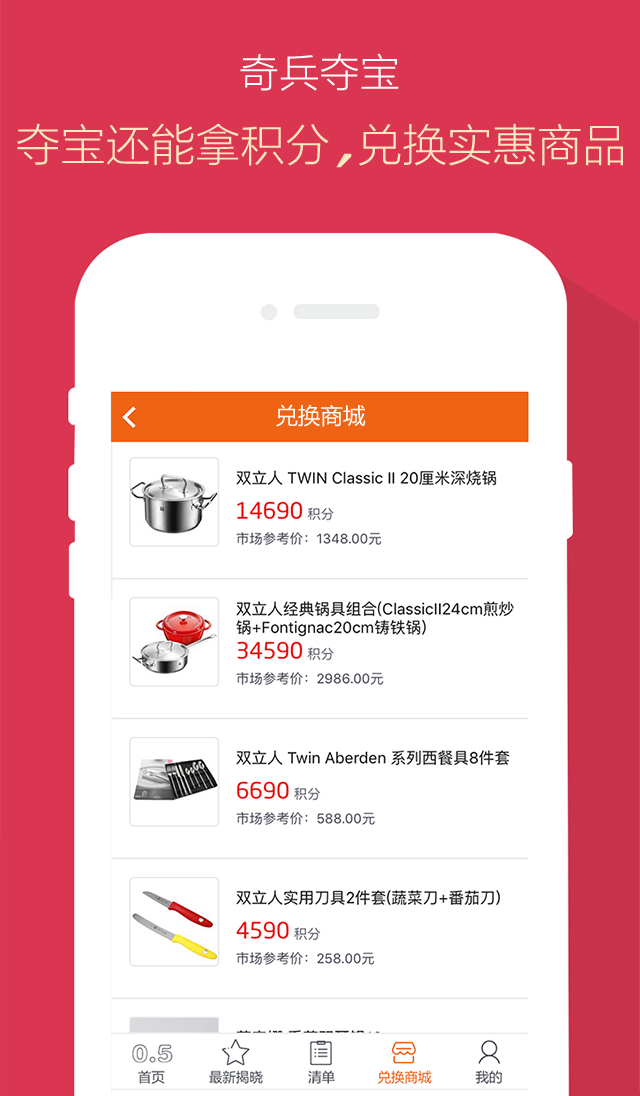 奇兵夺宝
夺宝还能拿积分,兑换实惠商品
兑换商城
双立人 TWIN Classic II 20厘米深烧锅
14690 积分
市场参考价：1348.00元
双立人经典锅具组合(ClassicII24cm煎炒
锅+Fontignac20cm铸铁锅)
34590 积分
市场参考价：2986.00元
双立人 Twin Aberden 系列西餐具8件套
6690 积分
市场参考价：588.00元
双立人实用刀具2件套(蔬菜刀+番茄刀)
4590 积分
市场参考价：258.00元
0.5
首页
最新揭晓
清单
兑换商城
我的